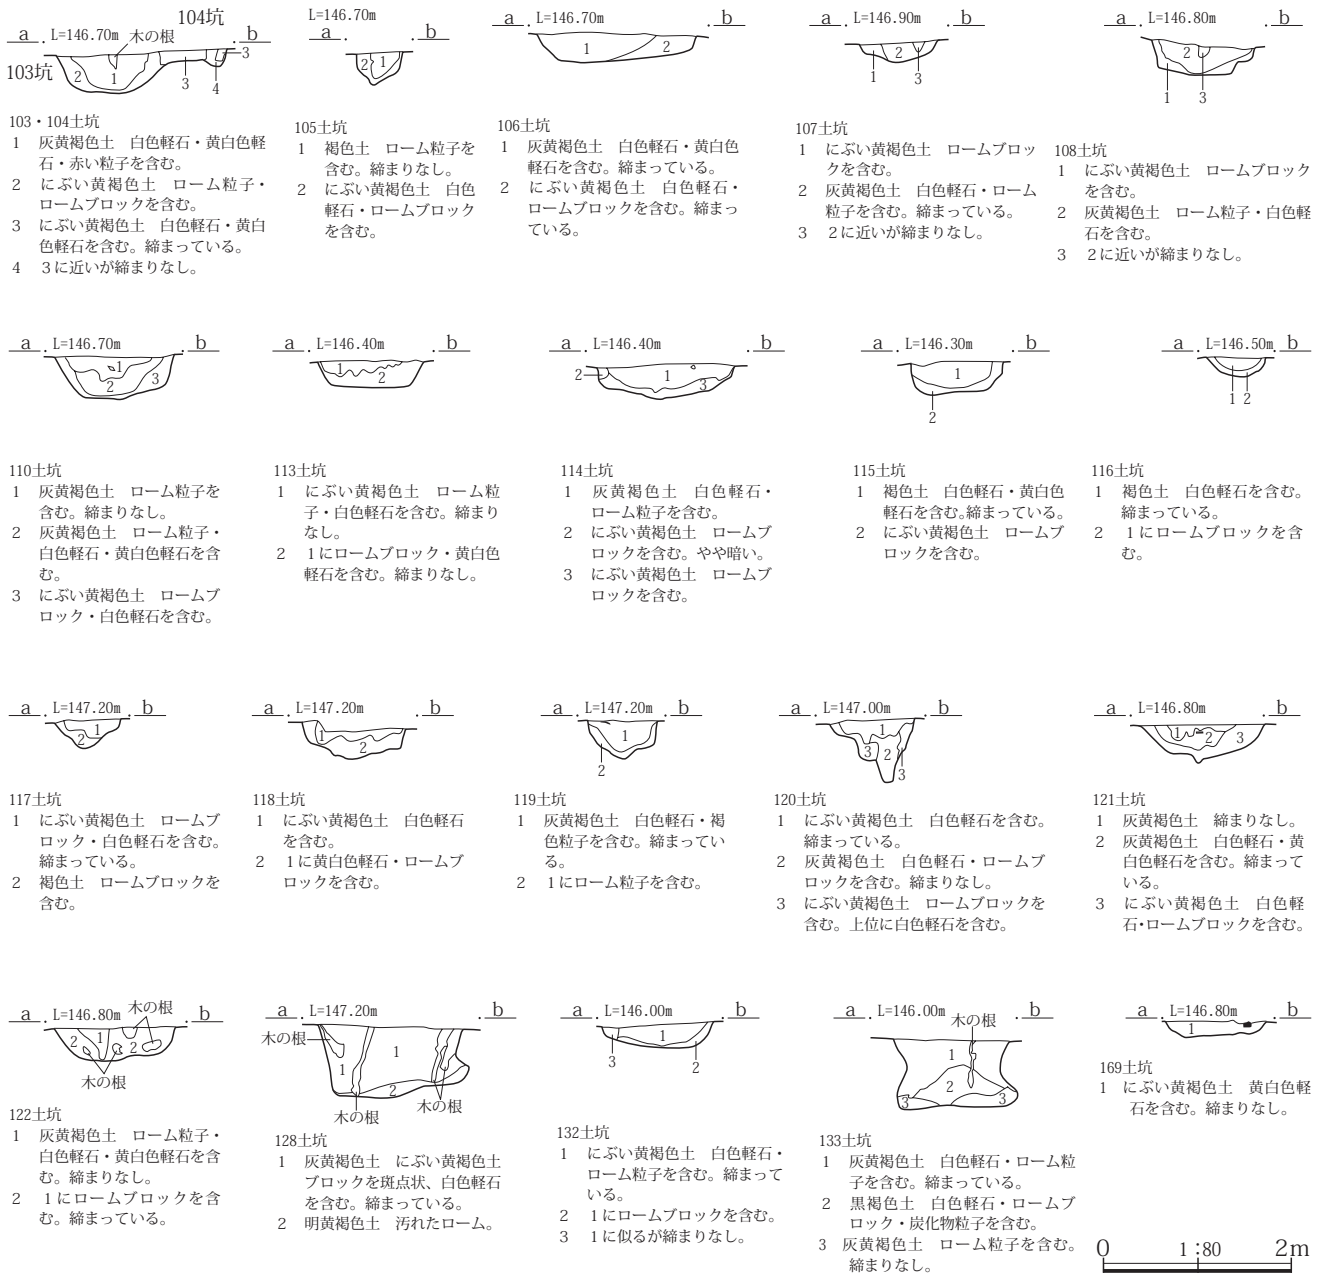 104坑
a . L=146.70m . b
木の根
103坑
2
1
3
3
4
103・104土坑
1 灰黄褐色土 白色軽石・黄白色軽
石・赤い粒子を含む。
2 にぶい黄褐色土 ローム粒子・
ロームブロックを含む。
3 にぶい黄褐色土 白色軽石・黄白
色軽石を含む。締まっている。
4 3に近いが締まりなし。
L=146.70m
a . . b
2 1
105土坑
1 褐色土 ローム粒子を
含む。締まりなし。
2 にぶい黄褐色土 白色
軽石・ロームブロック
を含む。
a . L=146.70m . b
1 2
106土坑
1 灰黄褐色土 白色軽石・黄白色
軽石を含む。締まっている。
2 にぶい黄褐色土 白色軽石・
ロームブロックを含む。締まっ
ている。
a . L=146.90m . b
2
1 3
107土坑
1 にぶい黄褐色土 ロームブロッ
クを含む。
2 灰黄褐色土 白色軽石・ローム
粒子を含む。締まっている。
3 2に近いが締まりなし。
a . L=146.80m . b
2
1 3
108土坑
1 にぶい黄褐色土 ロームブロック
を含む。
2 灰黄褐色土 ローム粒子・白色軽
石を含む。
3 2に近いが締まりなし。
a . L=146.70m . b
1
2 3
110土坑
1 灰黄褐色土 ローム粒子を
含む。締まりなし。
2 灰黄褐色土 ローム粒子・
白色軽石・黄白色軽石を含
む。
3 にぶい黄褐色土 ロームブ
ロック・白色軽石を含む。
a . L=146.40m . b
1
2
113土坑
1 にぶい黄褐色土 ローム粒
子・白色軽石を含む。締まり
なし。
2 1にロームブロック・黄白色
軽石を含む。締まりなし。
a . L=146.40m . b
2 1 3
114土坑
1 灰黄褐色土 白色軽石・
ローム粒子を含む。
2 にぶい黄褐色土 ロームブ
ロックを含む。やや暗い。
3 にぶい黄褐色土 ロームブ
ロックを含む。
a . L=146.30m . b
1
2
115土坑
1 褐色土 白色軽石・黄白色
軽石を含む。締まっている。
2 にぶい黄褐色土 ロームブ
ロックを含む。
a . L=146.50m . b
1 2
116土坑
1 褐色土 白色軽石を含む。
締まっている。
2 1にロームブロックを含
む。
a . L=147.20m . b
1
2
117土坑
1 にぶい黄褐色土 ロームブ
ロック・白色軽石を含む。
締まっている。
2 褐色土 ロームブロックを
含む。
a . L=147.20m . b
1
2
118土坑
1 にぶい黄褐色土 白色軽石
を含む。
2 1に黄白色軽石・ロームブ
ロックを含む。
a . L=147.20m . b
1
2
119土坑
1 灰黄褐色土 白色軽石・褐
色粒子を含む。締まってい
る。
2 1にローム粒子を含む。
a . L=147.00m . b
1
3 2
3
120土坑
1 にぶい黄褐色土 白色軽石を含む。
締まっている。
2 灰黄褐色土 白色軽石・ロームブ
ロックを含む。締まりなし。
3 にぶい黄褐色土 ロームブロックを
含む。上位に白色軽石を含む。
a . L=146.80m . b
1 2 3
121土坑
1 灰黄褐色土 締まりなし。
2 灰黄褐色土 白色軽石・黄
白色軽石を含む。締まって
いる。
3 にぶい黄褐色土 白色軽
石・ロームブロックを含む。
a . L=146.80m . b
木の根
2 1 2
木の根
122土坑
1 灰黄褐色土 ローム粒子・
白色軽石・黄白色軽石を含
む。締まりなし。
2 1にロームブロックを含
む。締まっている。
a . L=147.20m . b
木の根
1
1
2
木の根 木の根
128土坑
1 灰黄褐色土 にぶい黄褐色土
ブロックを斑点状、白色軽石
を含む。締まっている。
2 明黄褐色土 汚れたローム。
a . L=146.00m . b
1
3 2
132土坑
1 にぶい黄褐色土 白色軽石・
ローム粒子を含む。締まって
いる。
2 1にロームブロックを含む。
3 1に似るが締まりなし。
a . L=146.00m . b
木の根
1
2
3 3
133土坑
1 灰黄褐色土 白色軽石・ローム粒
子を含む。締まっている。
2 黒褐色土 白色軽石・ロームブ
ロック・炭化物粒子を含む。
3 灰黄褐色土 ローム粒子を含む。
締まりなし。
a . L=146.80m . b
1
169土坑
1 にぶい黄褐色土 黄白色軽
石を含む。締まりなし。
0 1:80 2m